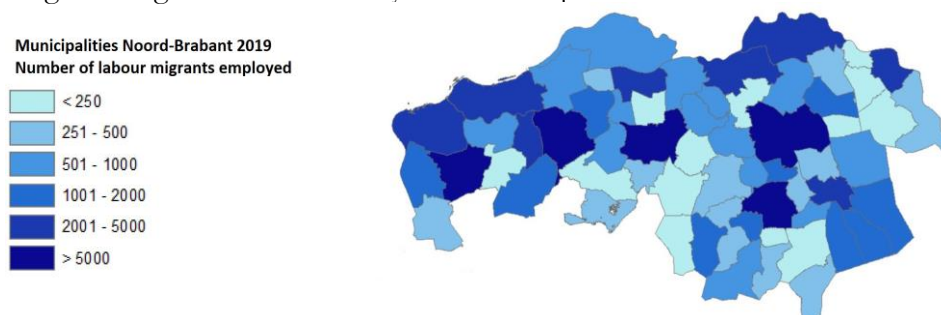 Municipalities Noord-Brabant 2019
Number of labour migrants employed
< 250
251 - 500
501 - 1000
1001 - 2000
2001 - 5000
> 5000